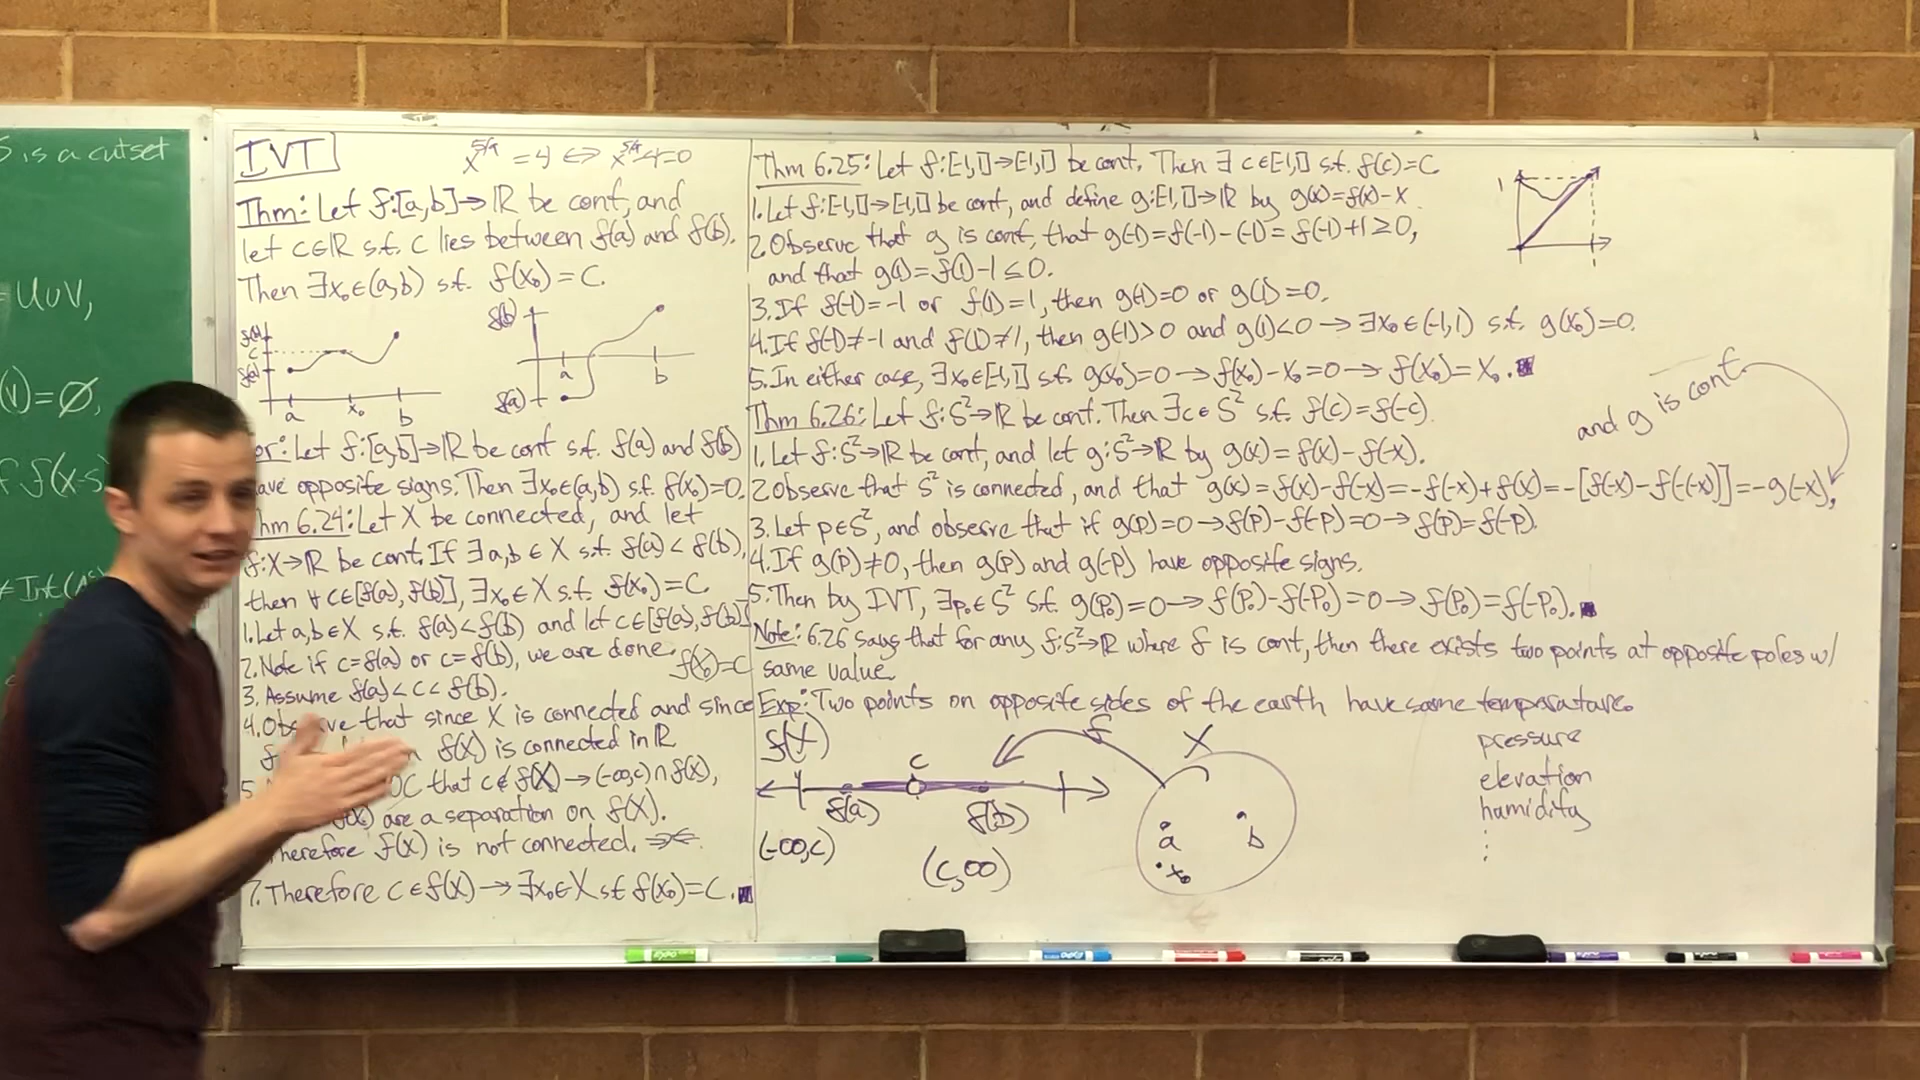 S is a cutset
= U∪V,
(V)=∅,
f f(x-s)
≠ Int(A
IVT
x^5/9 = 4 ⟺ x^5/9 - 4 = 0
Thm: Let f:[a,b]→ℝ be cont, and
let c∈ℝ s.t. c lies between f(a) and f(b).
Then ∃x₀∈(a,b) s.t. f(x₀)=C.
f(b)
c
f(a)
a x₀ b
f(b)
a b
f(a)
or: Let f:[a,b]→ℝ be cont s.t. f(a) and f(b)
ave opposite signs. Then ∃x₀∈(a,b) s.t. f(x₀)=0.
hm 6.24: Let X be connected, and let
f:X→ℝ be cont. If ∃a,b∈X s.t. f(a)<f(b),
then ∀c∈[f(a),f(b)], ∃x₀∈X s.t. f(x₀)=C.
1. Let a,b∈X s.t. f(a)<f(b) and let c∈[f(a),f(b)].
2. Note if c=f(a) or c=f(b), we are done.
f(x₀)=C
3. Assume f(a)<c<f(b).
4. Observe that since X is connected and since
f f(X) is connected in ℝ
5. OC that c∉f(X)→(-∞,c)∩f(X),
f(X) are a separation on f(X).
herefore f(X) is not connected.
7. Therefore c∈f(X)→∃x₀∈X s.t. f(x₀)=C. ■
Thm 6.25: Let f:[-1,1]→[-1,1] be cont. Then ∃ c∈[-1,1] s.t. f(c)=C.
1. Let f:[-1,1]→[-1,1] be cont, and define g:[-1,1]→ℝ by g(x)=f(x)-x.
2. Observe that g is cont, that g(-1)=f(-1)-(-1)=f(-1)+1≥0,
and that g(1)=f(1)-1≤0.
3. If f(-1)=-1 or f(1)=1, then g(-1)=0 or g(1)=0.
4. If f(-1)≠-1 and f(1)≠1, then g(-1)>0 and g(1)<0→∃x₀∈(-1,1) s.t. g(x₀)=0.
5. In either case, ∃x₀∈[-1,1] s.t. g(x₀)=0→f(x₀)-x₀=0→f(x₀)=x₀. ■
1
Thm 6.26: Let f:S²→ℝ be cont. Then ∃c∈S² s.t. f(c)=f(-c).
1. Let f:S²→ℝ be cont, and let g:S²→ℝ by g(x)=f(x)-f(-x).
and g is cont.
2. Observe that S² is connected, and that g(x)=f(x)-f(-x)=-f(-x)+f(x)=-[f(-x)-f(-(-x))]=-g(-x),
3. Let p∈S², and observe that if g(p)=0→f(p)-f(-p)=0→f(p)=f(-p).
4. If g(p)≠0, then g(p) and g(-p) have opposite signs.
5. Then by IVT, ∃p₀∈S² s.t. g(p₀)=0→f(p₀)-f(-p₀)=0→f(p₀)=f(-p₀). ■
Note: 6.26 says that for any f:S²→ℝ where f is cont, then there exists two points at opposite poles w/
same value.
Exp: Two points on opposite sides of the earth have same temperature.
pressure
elevation
humidity
⋮
f(X)
f
X
c
f(a) f(b)
(-∞,c) (c,∞)
a b
x₀